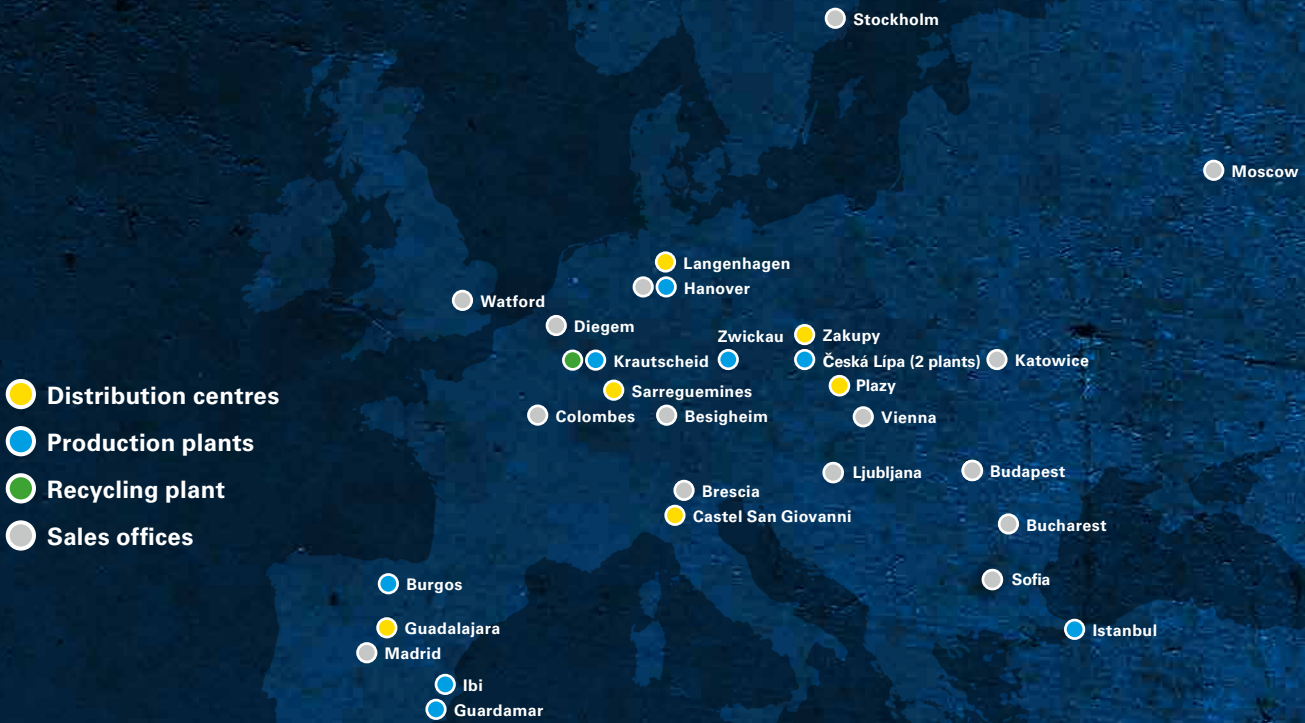 Stockholm
Moscow
Langenhagen
Hanover
Watford
Diegem
Zwickau
Zakupy
Krautscheid
Česká Lípa (2 plants)
Katowice
Plazy
Sarreguemines
Distribution centres
Colombes
Besigheim
Vienna
Production plants
Ljubljana
Budapest
Recycling plant
Brescia
Castel San Giovanni
Bucharest
Sales offices
Sofia
Burgos
Guadalajara
Istanbul
Madrid
Ibi
Guardamar